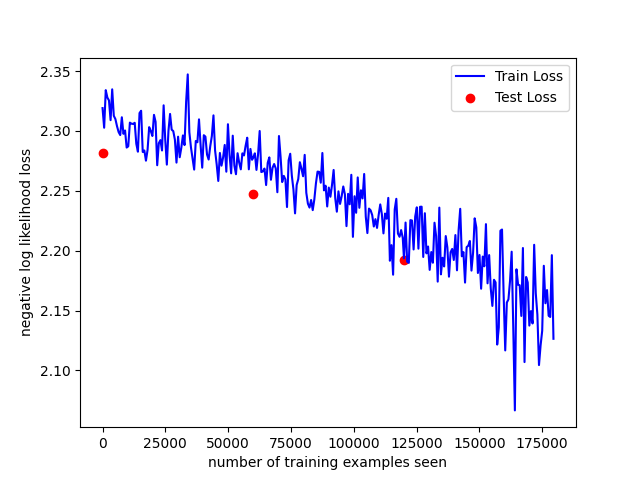 Train Loss
Test Loss
negative log likelihood loss
2.35
2.30
2.25
2.20
2.15
2.10
0 25000 50000 75000 100000 125000 150000 175000
number of training examples seen